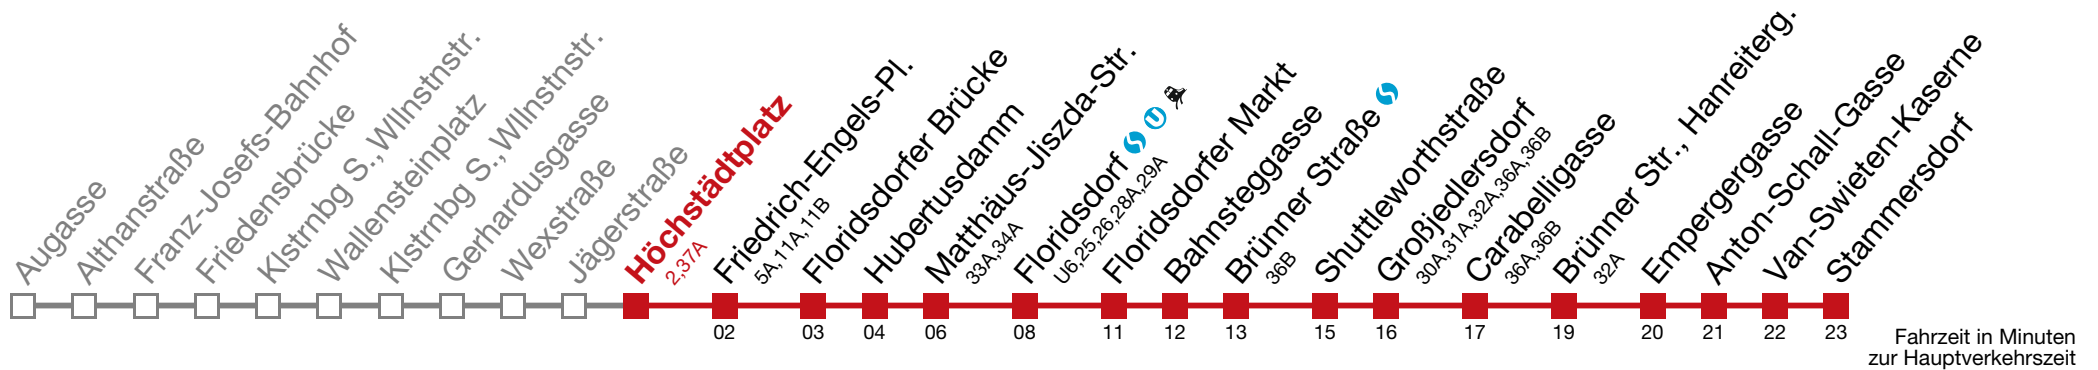 Augasse
Althanstraße
Franz-Josefs-Bahnhof
Friedensbrücke
Klstrnbg S., Wllnstnstr.
Wallensteinplatz
Klstrnbg S., Wllnstnstr.
Gerhardusgasse
Wexstraße
Jägerstraße
Höchstädtplatz
2,37A
Friedrich-Engels-Pl.
5A,11A,11B
Floridsdorfer Brücke
Hubertusdamm
Matthäus-Jiszda-Str.
33A,34A
Floridsdorf S U
U6,25,26,28A,29A
Floridsdorfer Markt
Bahnsteggasse
Brünner Straße S
36B
Shuttleworthstraße
Großjedlersdorf
30A,31A,32A,36A,36B
Carabelligasse
36A,36B
Brünner Str., Hanreiterg.
32A
Empergergasse
Anton-Schall-Gasse
Van-Swieten-Kaserne
Stammersdorf
02 03 04 06 08 11 12 13 15 16 17 19 20 21 22 23
Fahrzeit in Minuten
zur Hauptverkehrszeit